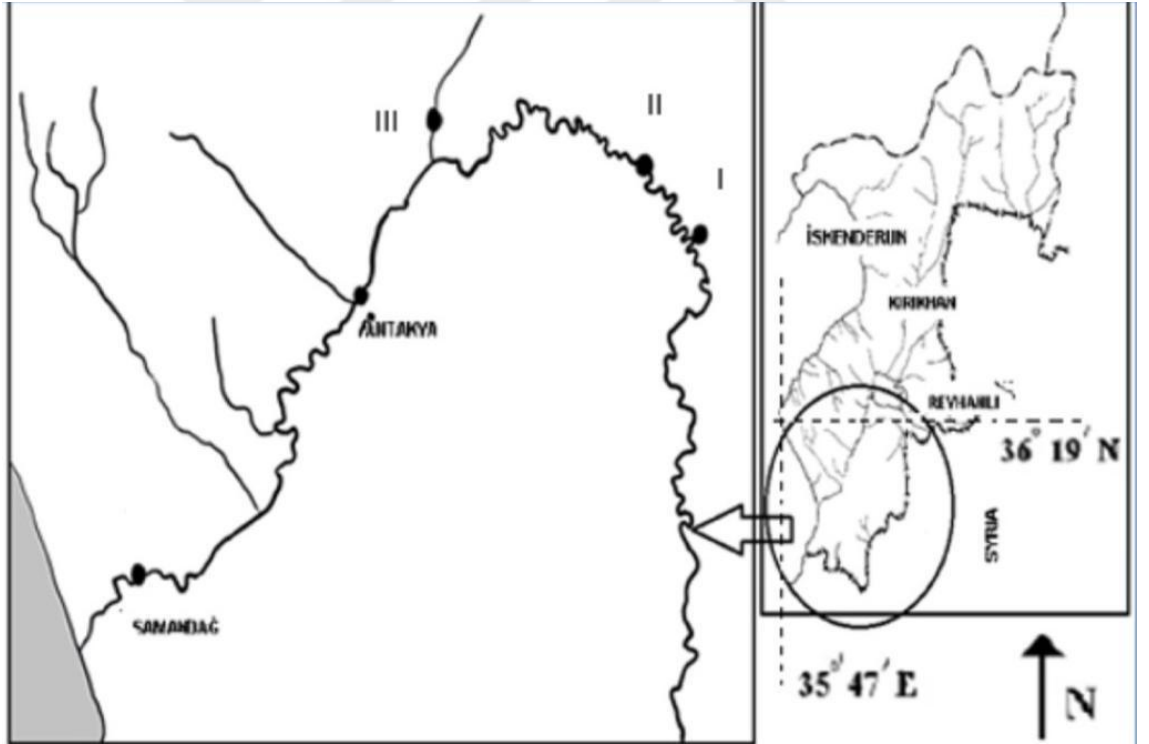 II
III
I
İSKENDERUN
KIRIKHAN
ANTAKYA
REYHANLI
36° 19' N
SYRIA
SAMANDAĞ
35° 47' E
N